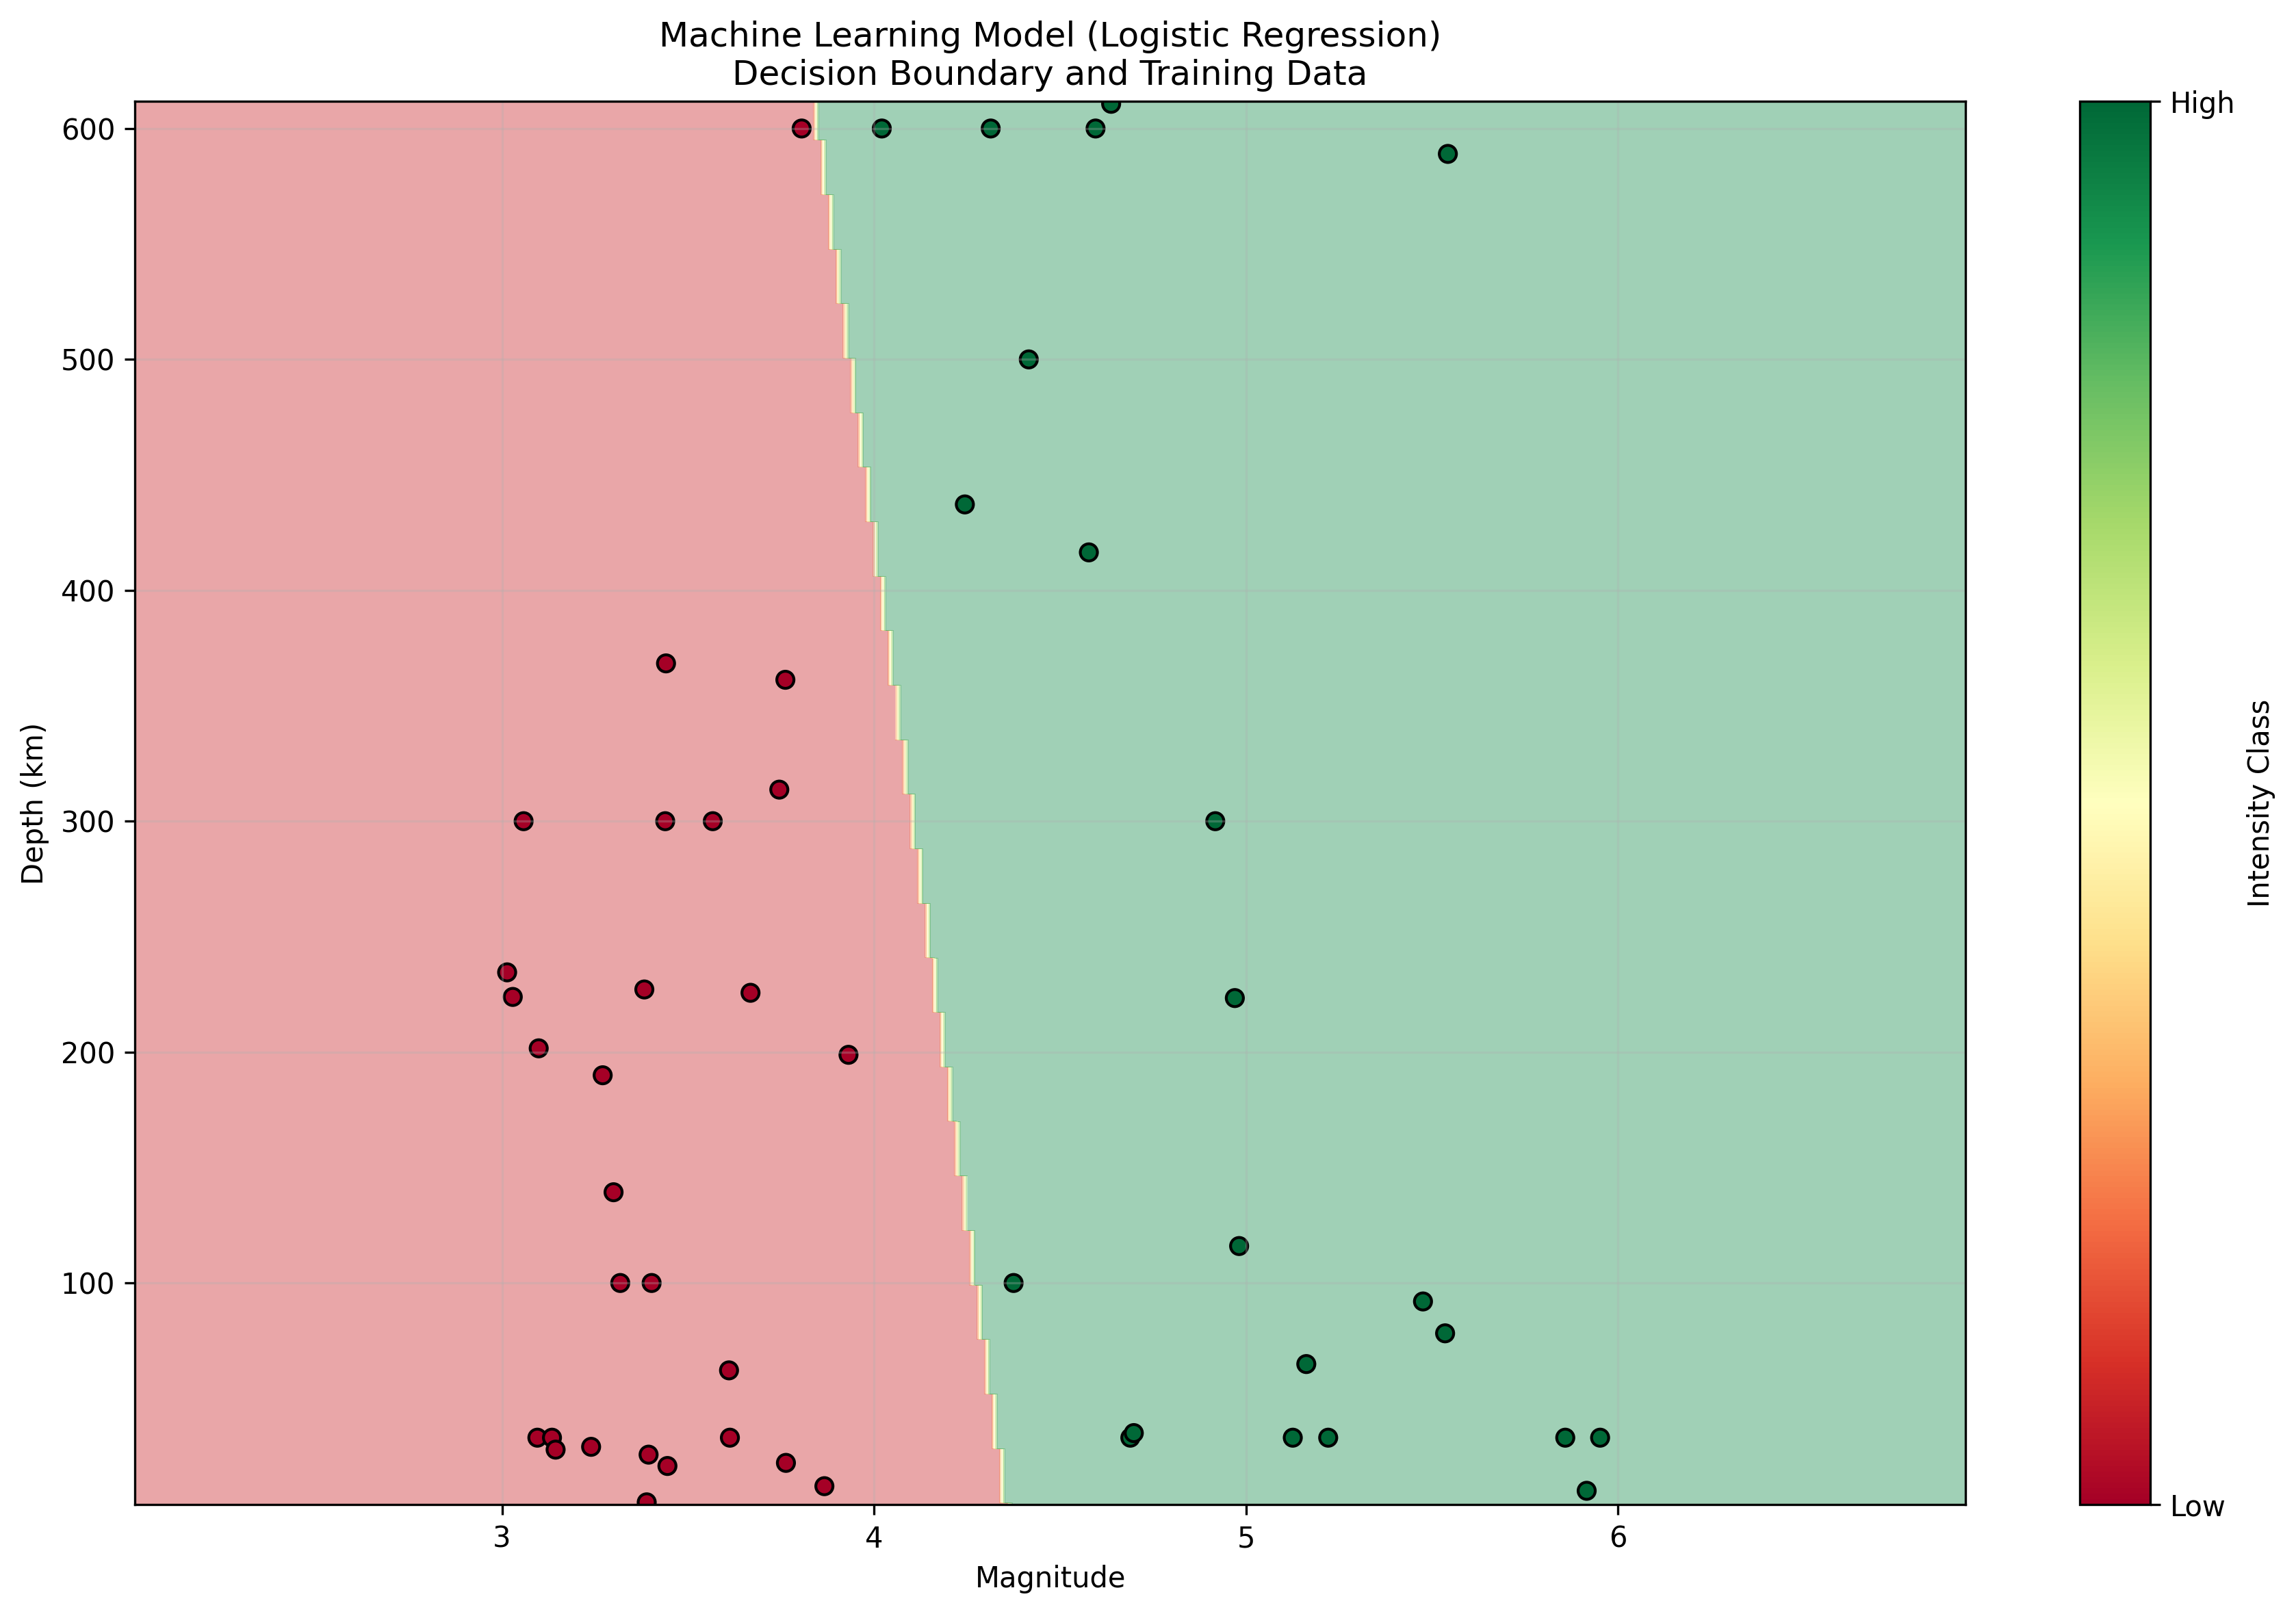 Machine Learning Model (Logistic Regression)
Decision Boundary and Training Data
High
600
500
400
300
200
100
Depth (km)
Intensity Class
Low
3
4
5
6
Magnitude